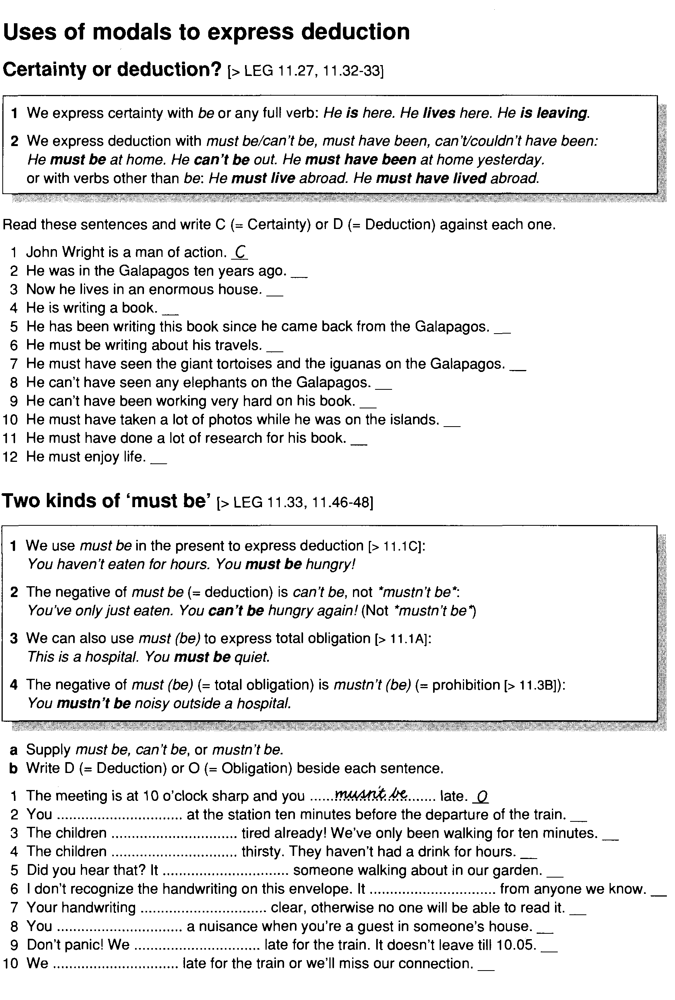 Uses of modals to express deduction
Certainty or deduction? [> LEG 11.27, 11.32-33]
1 We express certainty with be or any full verb: He is here. He lives here. He is leaving.
2 We express deduction with must be/can't be, must have been, can't/couldn't have been:
He must be at home. He can't be out. He must have been at home yesterday.
or with verbs other than be: He must live abroad. He must have lived abroad.
Read these sentences and write C (= Certainty) or D (= Deduction) against each one.
1 John Wright is a man of action. C
2 He was in the Galapagos ten years ago. __
3 Now he lives in an enormous house. __
4 He is writing a book. __
5 He has been writing this book since he came back from the Galapagos. __
6 He must be writing about his travels. __
7 He must have seen the giant tortoises and the iguanas on the Galapagos. __
8 He can't have seen any elephants on the Galapagos. __
9 He can't have been working very hard on his book. __
10 He must have taken a lot of photos while he was on the islands. __
11 He must have done a lot of research for his book. __
12 He must enjoy life. __
Two kinds of 'must be' [> LEG 11.33, 11.46-48]
1 We use must be in the present to express deduction [> 11.1C]:
You haven't eaten for hours. You must be hungry!
2 The negative of must be (= deduction) is can't be, not *mustn't be*:
You've only just eaten. You can't be hungry again! (Not *mustn't be*)
3 We can also use must (be) to express total obligation [> 11.1A]:
This is a hospital. You must be quiet.
4 The negative of must (be) (= total obligation) is mustn't (be) (= prohibition [> 11.3B]):
You mustn't be noisy outside a hospital.
a Supply must be, can't be, or mustn't be.
b Write D (= Deduction) or O (= Obligation) beside each sentence.
1 The meeting is at 10 o'clock sharp and you ......musn't be....... late. O
2 You ............................... at the station ten minutes before the departure of the train. __
3 The children ............................... tired already! We've only been walking for ten minutes. __
4 The children ............................... thirsty. They haven't had a drink for hours. __
5 Did you hear that? It ............................... someone walking about in our garden. __
6 I don't recognize the handwriting on this envelope. It ............................... from anyone we know. __
7 Your handwriting ............................... clear, otherwise no one will be able to read it. __
8 You ............................... a nuisance when you're a guest in someone's house. __
9 Don't panic! We ............................... late for the train. It doesn't leave till 10.05. __
10 We ............................... late for the train or we'll miss our connection. __